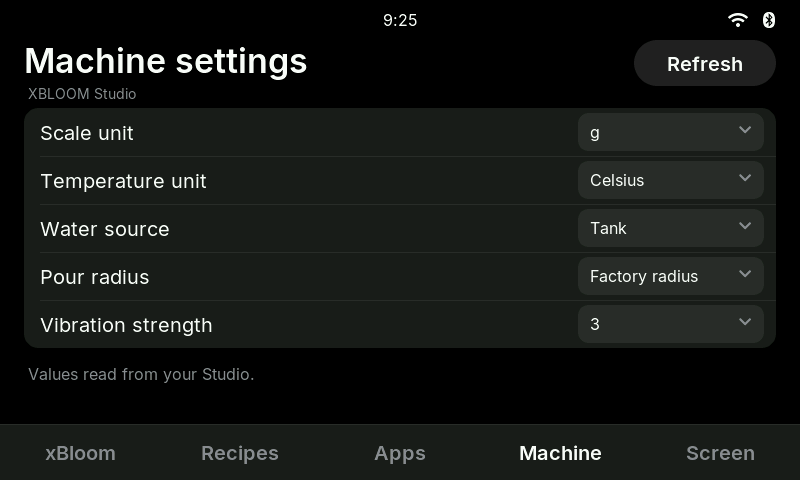 9:25
Machine settings
Refresh
XBLOOM Studio
Scale unit
g
Temperature unit
Celsius
Water source
Tank
Pour radius
Factory radius
Vibration strength
3
Values read from your Studio.
xBloom
Recipes
Apps
Machine
Screen